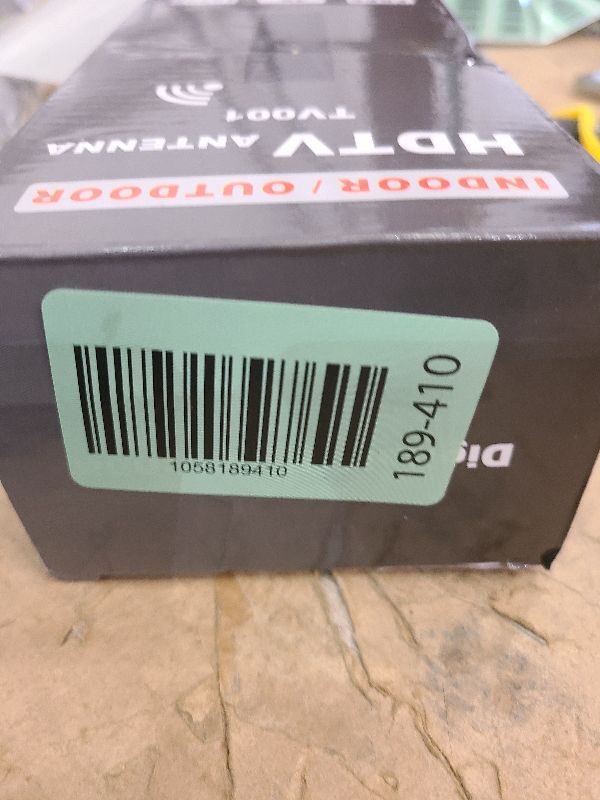 INDOOR / OUTDOOR
HDTV ANTENNA
TV001
1058189410
189-410